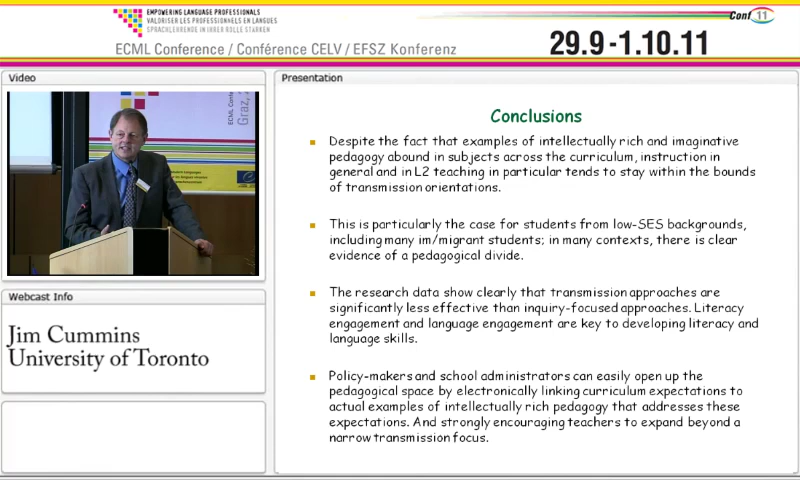 EMPOWERING LANGUAGE PROFESSIONALS
VALORISER LES PROFESSIONNELS EN LANGUES
SPRACHLEHRENDE IN IHRER ROLLE STÄRKEN
ECML Conference / Conférence CELV / EFSZ Konferenz
29.9 - 1.10.11
Conf 11
Video
ECML Conf
Graz, 2
Webcast Info
Jim Cummins
University of Toronto
Presentation
Conclusions
Despite the fact that examples of intellectually rich and imaginative
pedagogy abound in subjects across the curriculum, instruction in
general and in L2 teaching in particular tends to stay within the bounds
of transmission orientations.
This is particularly the case for students from low-SES backgrounds,
including many im/migrant students; in many contexts, there is clear
evidence of a pedagogical divide.
The research data show clearly that transmission approaches are
significantly less effective than inquiry-focused approaches. Literacy
engagement and language engagement are key to developing literacy and
language skills.
Policy-makers and school administrators can easily open up the
pedagogical space by electronically linking curriculum expectations to
actual examples of intellectually rich pedagogy that addresses these
expectations. And strongly encouraging teachers to expand beyond a
narrow transmission focus.